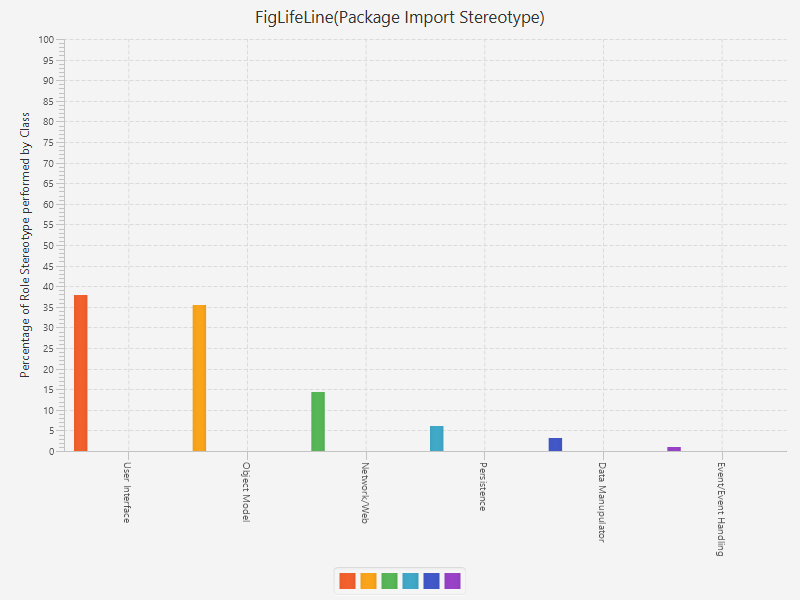 FigLifeLine(Package Import Stereotype)
Percentage of Role Stereotype performed by Class
100
95
90
85
80
75
70
65
60
55
50
45
40
35
30
25
20
15
10
5
0
User Interface
Object Model
Network/Web
Persistence
Data Manupulator
Event/Event Handling